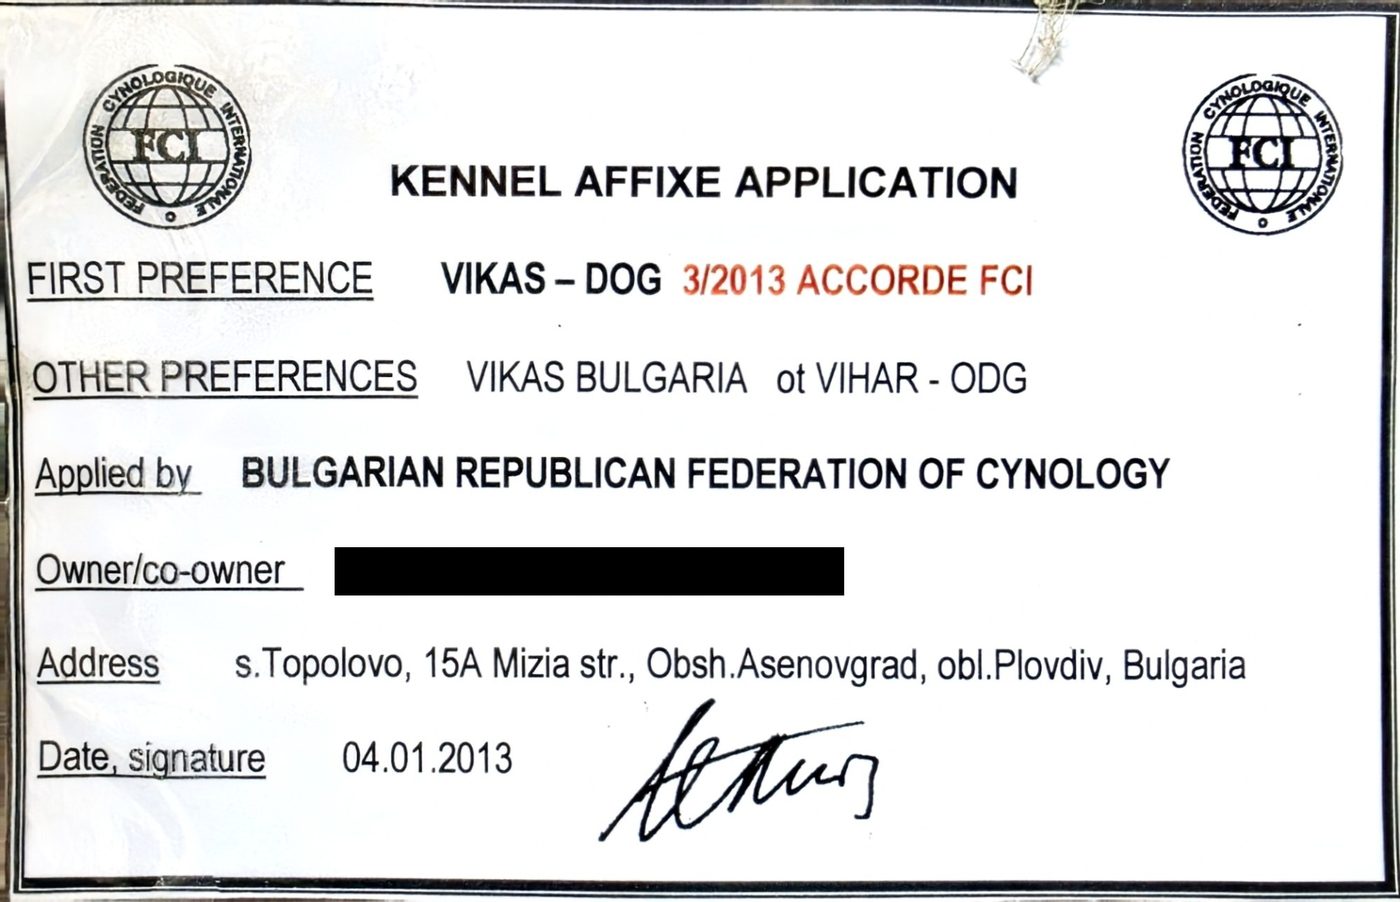 FEDERATION CYNOLOGIQUE INTERNATIONALE
FCI
FEDERATION CYNOLOGIQUE INTERNATIONALE
FCI
KENNEL AFFIXE APPLICATION
FIRST PREFERENCE VIKAS – DOG 3/2013 ACCORDE FCI
OTHER PREFERENCES VIKAS BULGARIA ot VIHAR - ODG
Applied by BULGARIAN REPUBLICAN FEDERATION OF CYNOLOGY
Owner/co-owner
Address s.Topolovo, 15A Mizia str., Obsh.Asenovgrad, obl.Plovdiv, Bulgaria
Date, signature 04.01.2013